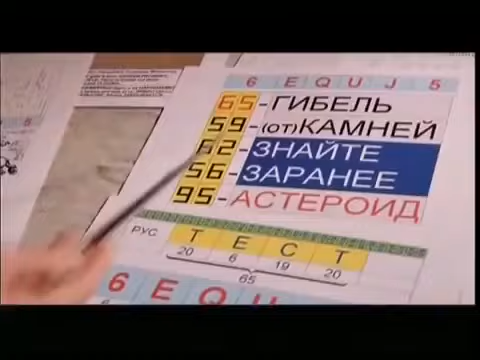 6 E Q U J 5
65-ГИБЕЛЬ
59-(от)КАМНЕЙ
62-ЗНАЙТЕ
56-ЗАРАНЕЕ
95-АСТЕРОИД
РУС Т Е С Т
20 6 19 20
65
6 E Q U